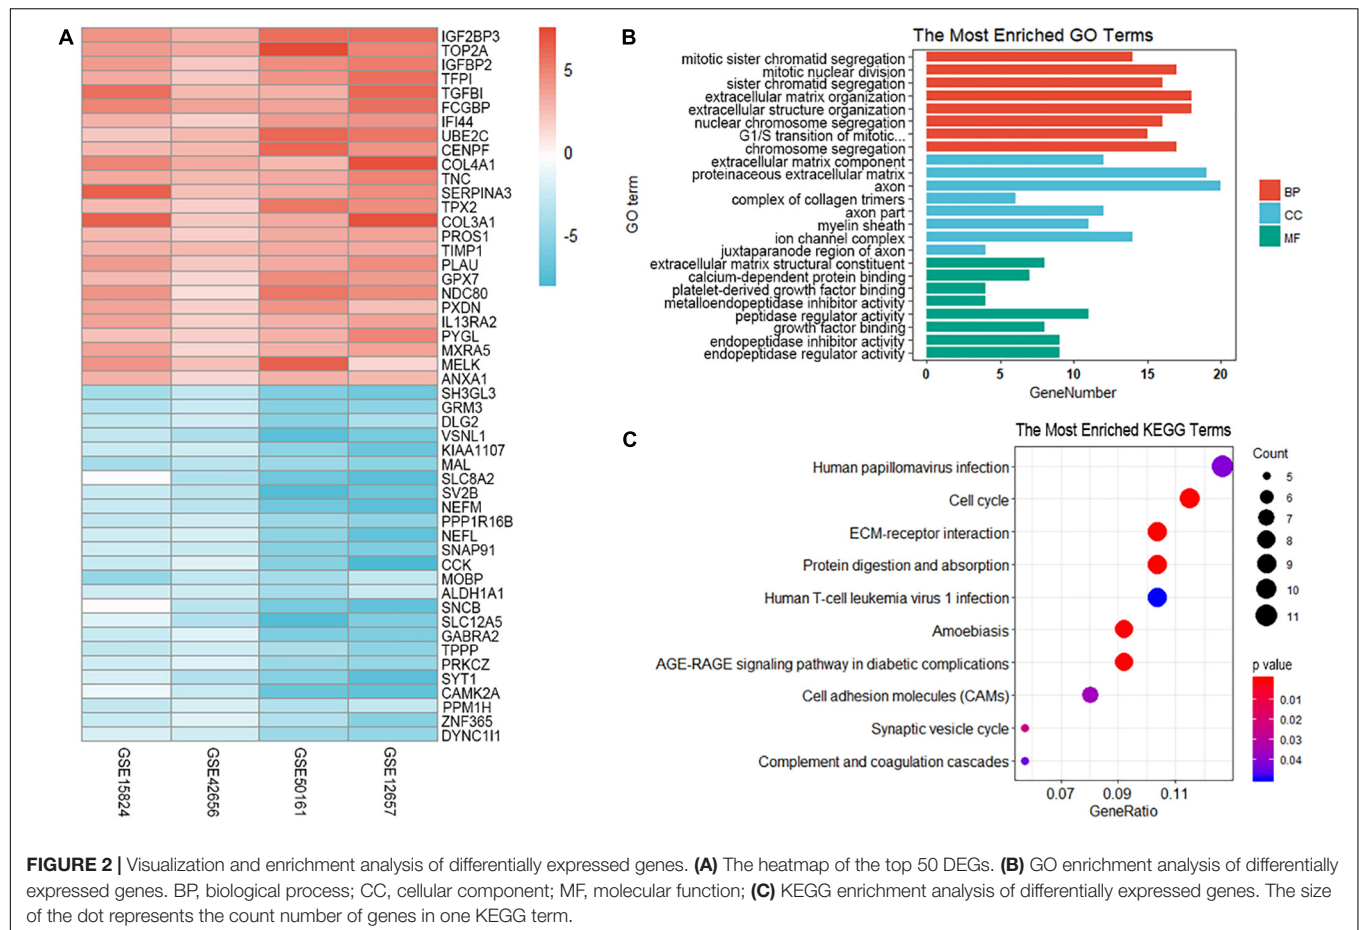 A
IGF2BP3
TOP2A
IGFBP2
TFPI
TGFBI
FCGBP
IFI44
UBE2C
CENPF
COL4A1
TNC
SERPINA3
TPX2
COL3A1
PROS1
TIMP1
PLAU
GPX7
NDC80
PXDN
IL13RA2
PYGL
MXRA5
MELK
ANXA1
SH3GL3
GRM3
DLG2
VSNL1
KIAA1107
MAL
SLC8A2
SV2B
NEFM
PPP1R16B
NEFL
SNAP91
CCK
MOBP
ALDH1A1
SNCB
SLC12A5
GABRA2
TPPP
PRKCZ
SYT1
CAMK2A
PPM1H
ZNF365
DYNC1I1
GSE15824
GSE42656
GSE50161
GSE12657
5
0
-5
B
The Most Enriched GO Terms
GO term
mitotic sister chromatid segregation
mitotic nuclear division
sister chromatid segregation
extracellular matrix organization
extracellular structure organization
nuclear chromosome segregation
G1/S transition of mitotic...
chromosome segregation
extracellular matrix component
proteinaceous extracellular matrix
axon
complex of collagen trimers
axon part
myelin sheath
ion channel complex
juxtaparanode region of axon
extracellular matrix structural constituent
calcium-dependent protein binding
platelet-derived growth factor binding
metalloendopeptidase inhibitor activity
peptidase regulator activity
growth factor binding
endopeptidase inhibitor activity
endopeptidase regulator activity
0 5 10 15 20
GeneNumber
BP
CC
MF
C
The Most Enriched KEGG Terms
Human papillomavirus infection
Cell cycle
ECM-receptor interaction
Protein digestion and absorption
Human T-cell leukemia virus 1 infection
Amoebiasis
AGE-RAGE signaling pathway in diabetic complications
Cell adhesion molecules (CAMs)
Synaptic vesicle cycle
Complement and coagulation cascades
0.07 0.09 0.11
GeneRatio
Count
5
6
7
8
9
10
11
p value
0.01
0.02
0.03
0.04
FIGURE 2 | Visualization and enrichment analysis of differentially expressed genes. (A) The heatmap of the top 50 DEGs. (B) GO enrichment analysis of differentially
expressed genes. BP, biological process; CC, cellular component; MF, molecular function; (C) KEGG enrichment analysis of differentially expressed genes. The size
of the dot represents the count number of genes in one KEGG term.